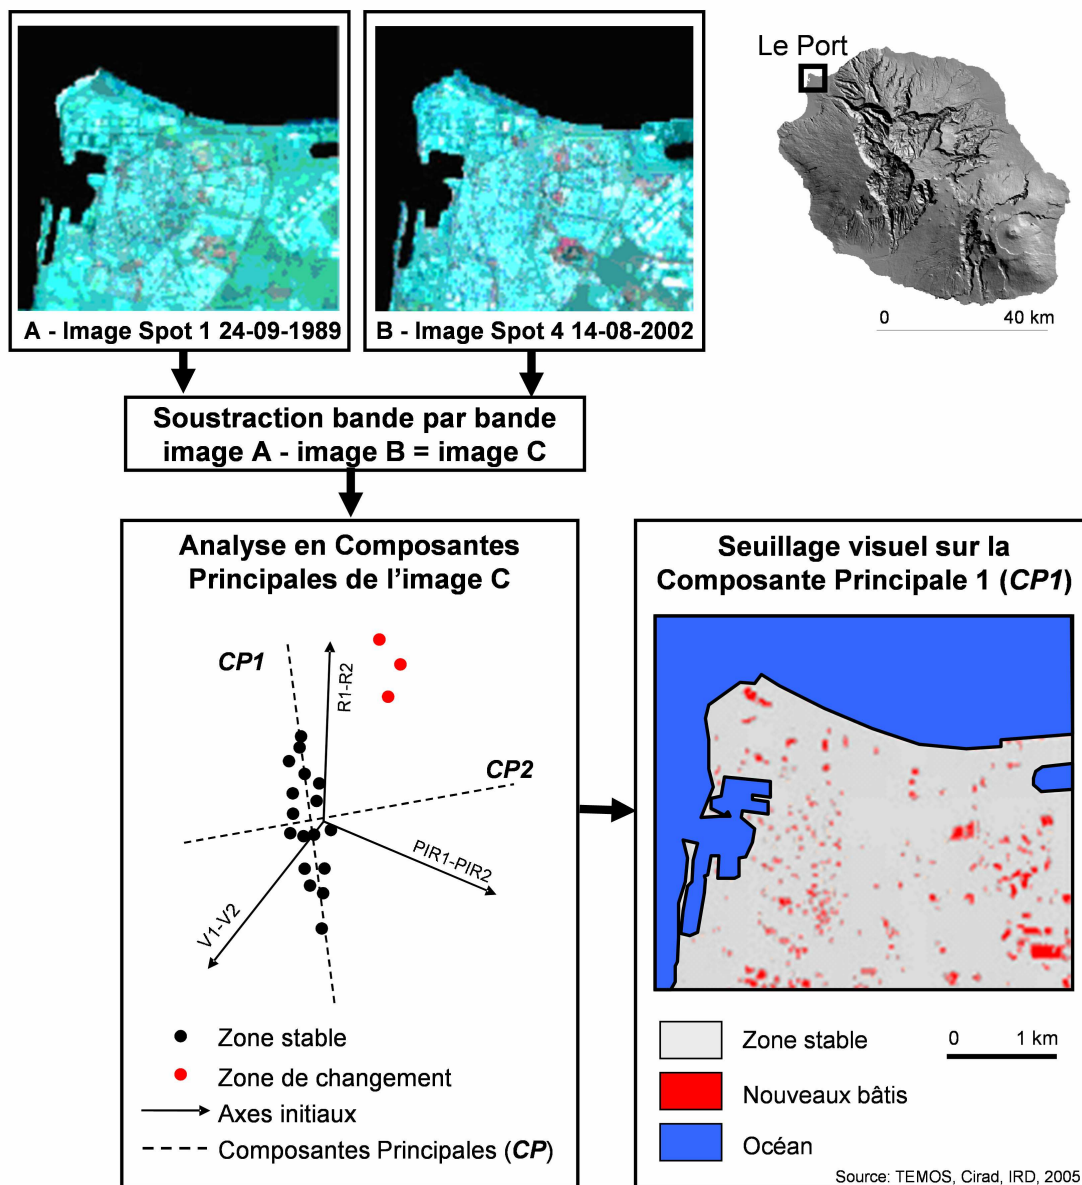 Le Port
0 40 km
A - Image Spot 1 24-09-1989
B - Image Spot 4 14-08-2002
Soustraction bande par bande
image A - image B = image C
Analyse en Composantes
Principales de l'image C
CP1
R1-R2
CP2
PIR1-PIR2
V1-V2
Zone stable
Zone de changement
Axes initiaux
Composantes Principales (CP)
Seuillage visuel sur la
Composante Principale 1 (CP1)
Zone stable
0 1 km
Nouveaux bâtis
Océan
Source: TEMOS, Cirad, IRD, 2005